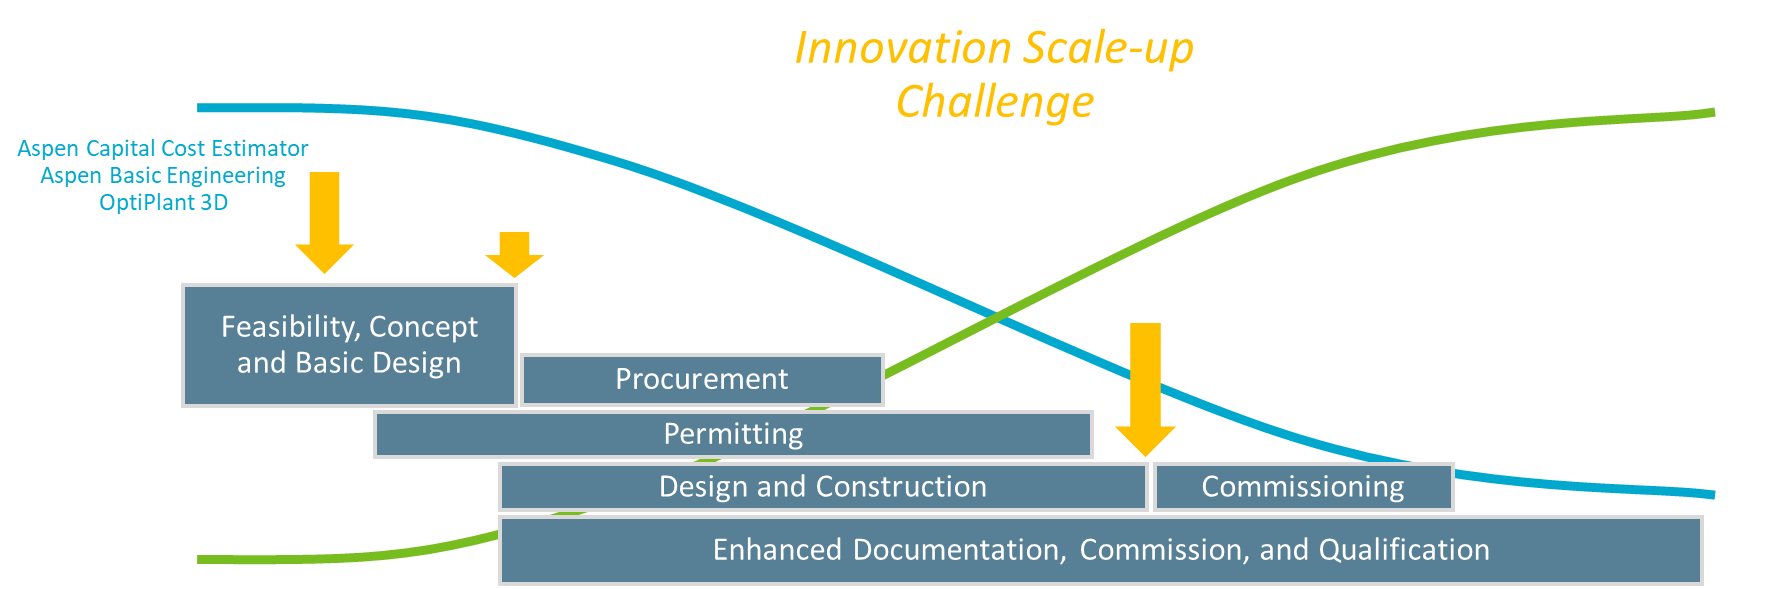 Innovation Scale-up
Challenge
Aspen Capital Cost Estimator
Aspen Basic Engineering
OptiPlant 3D
Feasibility, Concept
and Basic Design
Procurement
Permitting
Design and Construction
Commissioning
Enhanced Documentation, Commission, and Qualification